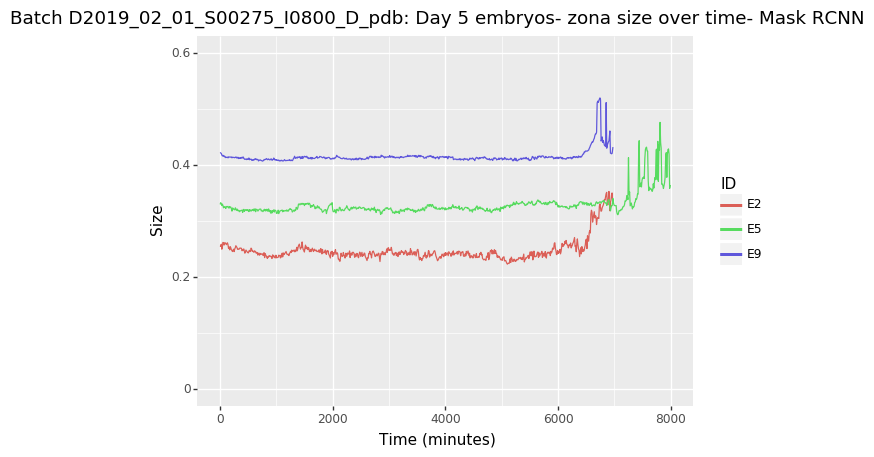 Batch D2019_02_01_S00275_I0800_D_pdb: Day 5 embryos- zona size over time- Mask RCNN
0.6
0.4
0.2
0
Size
0
2000
4000
6000
8000
Time (minutes)
ID
E2
E5
E9